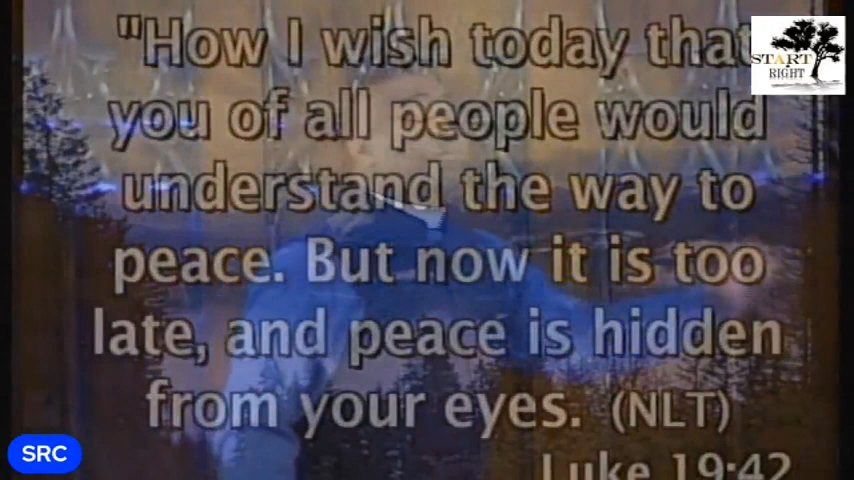 "How I wish today that
you of all people would
understand the way to
peace. But now it is too
late, and peace is hidden
from your eyes. (NLT)
Luke 19:42
START
RIGHT
SRC